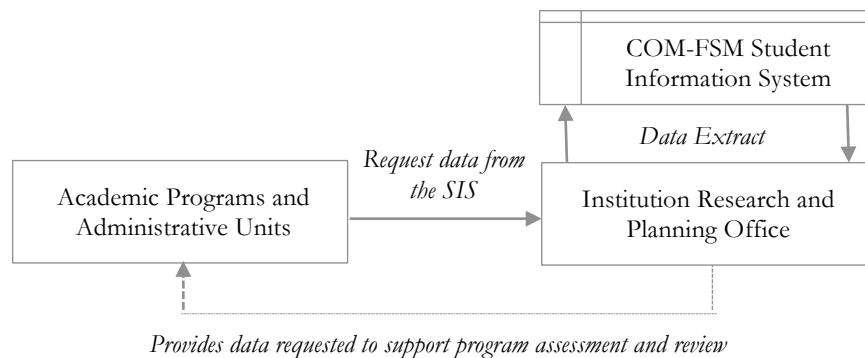 COM-FSM Student
Information System
Data Extract
Request data from
the SIS
Academic Programs and
Administrative Units
Institution Research and
Planning Office
Provides data requested to support program assessment and review